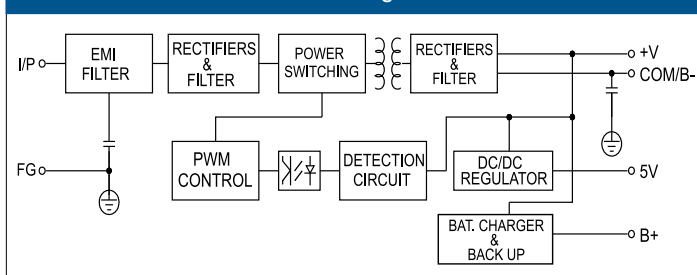 I/P
EMI
FILTER
RECTIFIERS
&
FILTER
POWER
SWITCHING
RECTIFIERS
&
FILTER
+V
COM/B-
FG
PWM
CONTROL
DETECTION
CIRCUIT
DC/DC
REGULATOR
5V
BAT. CHARGER
&
BACK UP
B+